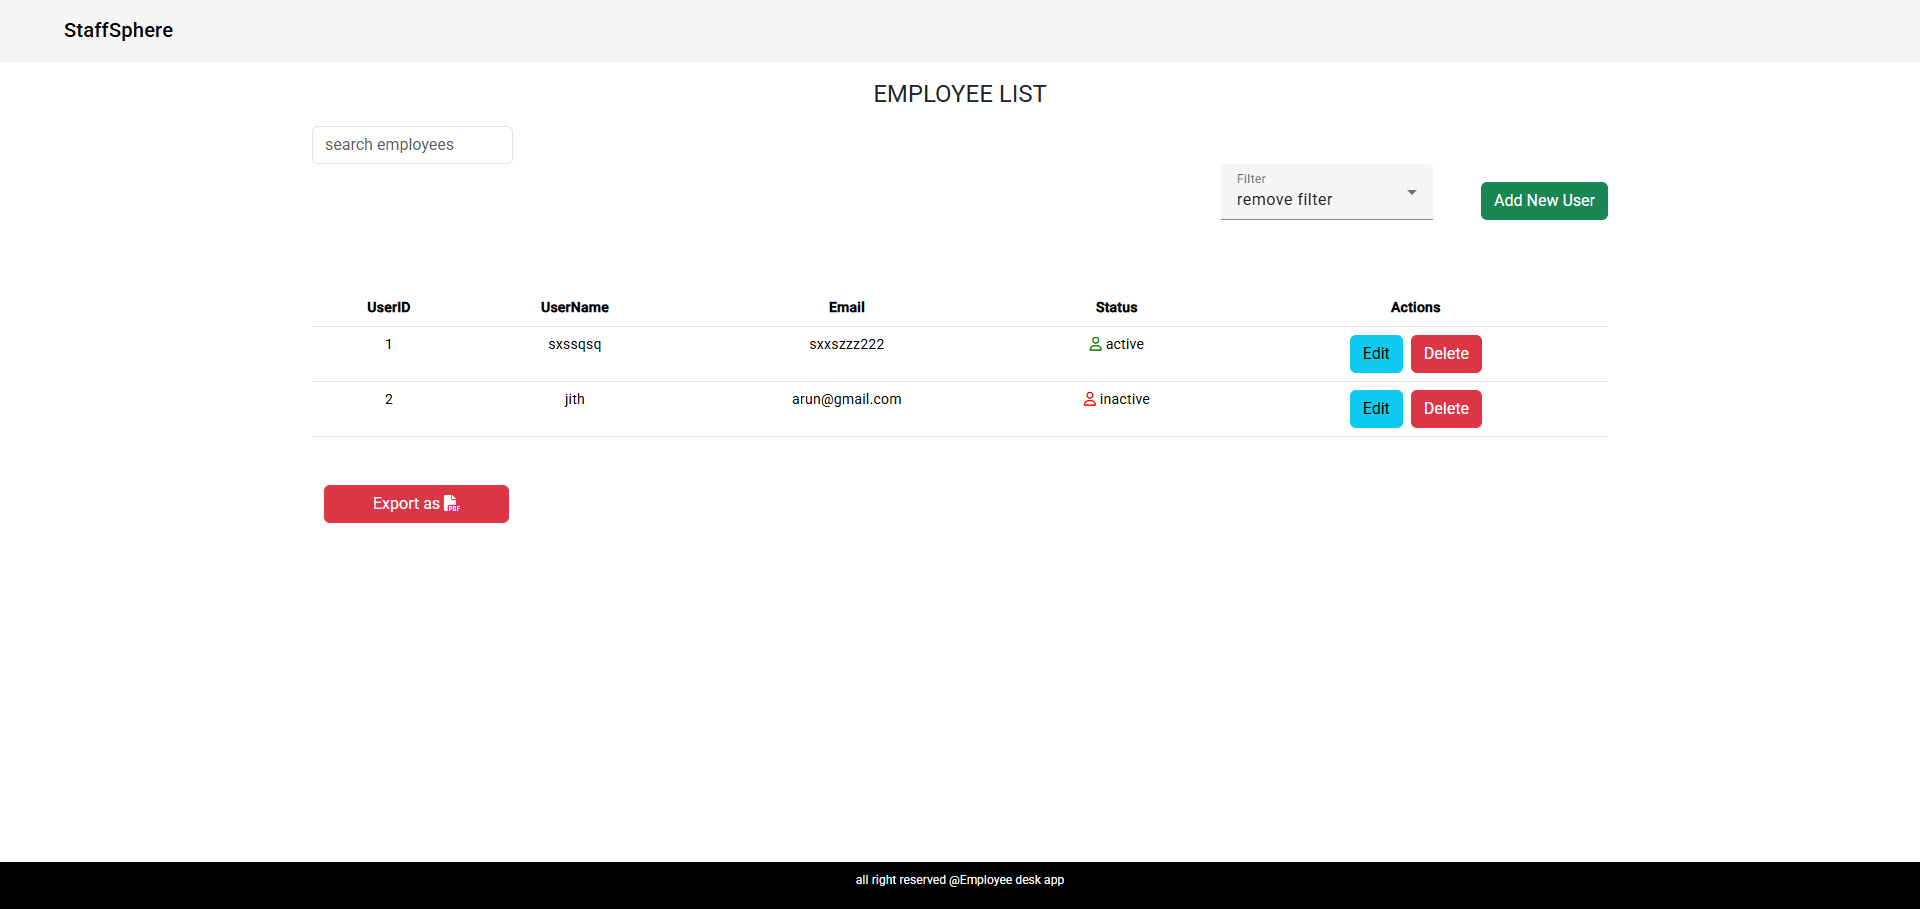 StaffSphere
EMPLOYEE LIST
search employees
Filter
remove filter
Add New User
UserID UserName Email Status Actions
1 sxssqsq sxxszzz222 active Edit Delete
2 jith arun@gmail.com inactive Edit Delete
Export as PDF
all right reserved @Employee desk app